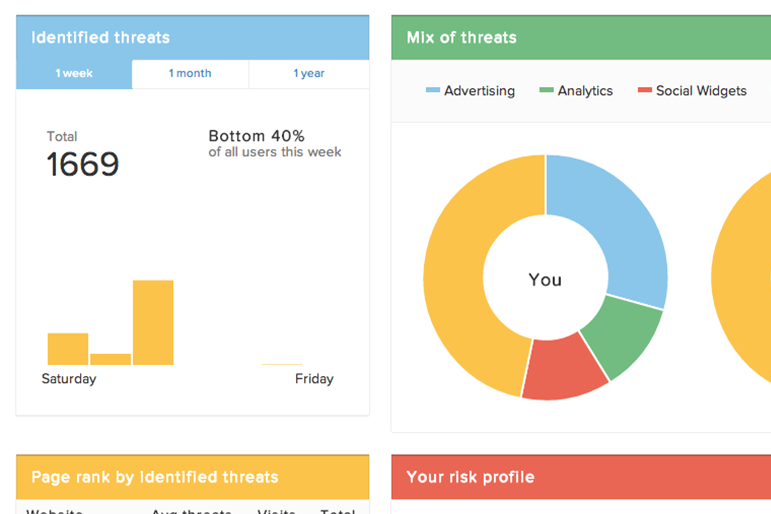 Identified threats
1 week
1 month
1 year
Total
1669
Bottom 40%
of all users this week
Saturday
Friday
Mix of threats
Advertising
Analytics
Social Widgets
You
Page rank by identified threats
Website
Avg threats
Visits
Total
Your risk profile